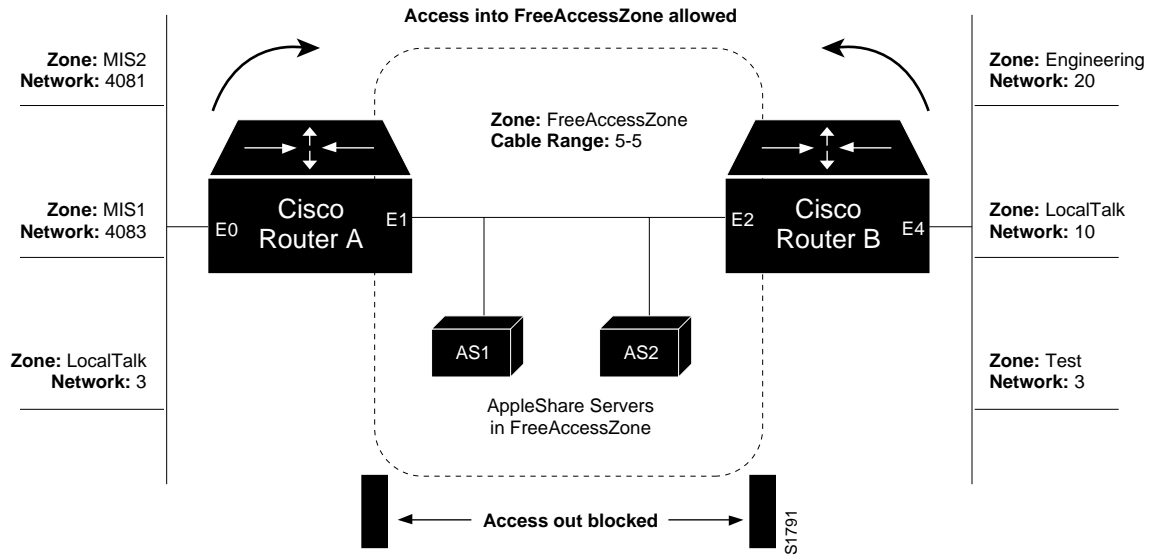 Access into FreeAccessZone allowed
Zone: MIS2
Network: 4081
Zone: Engineering
Network: 20
Zone: FreeAccessZone
Cable Range: 5-5
Zone: MIS1
Network: 4083
E0
Cisco
Router A
E1
E2
Cisco
Router B
E4
Zone: LocalTalk
Network: 10
Zone: LocalTalk
Network: 3
AS1
AS2
Zone: Test
Network: 3
AppleShare Servers
in FreeAccessZone
Access out blocked
S1791